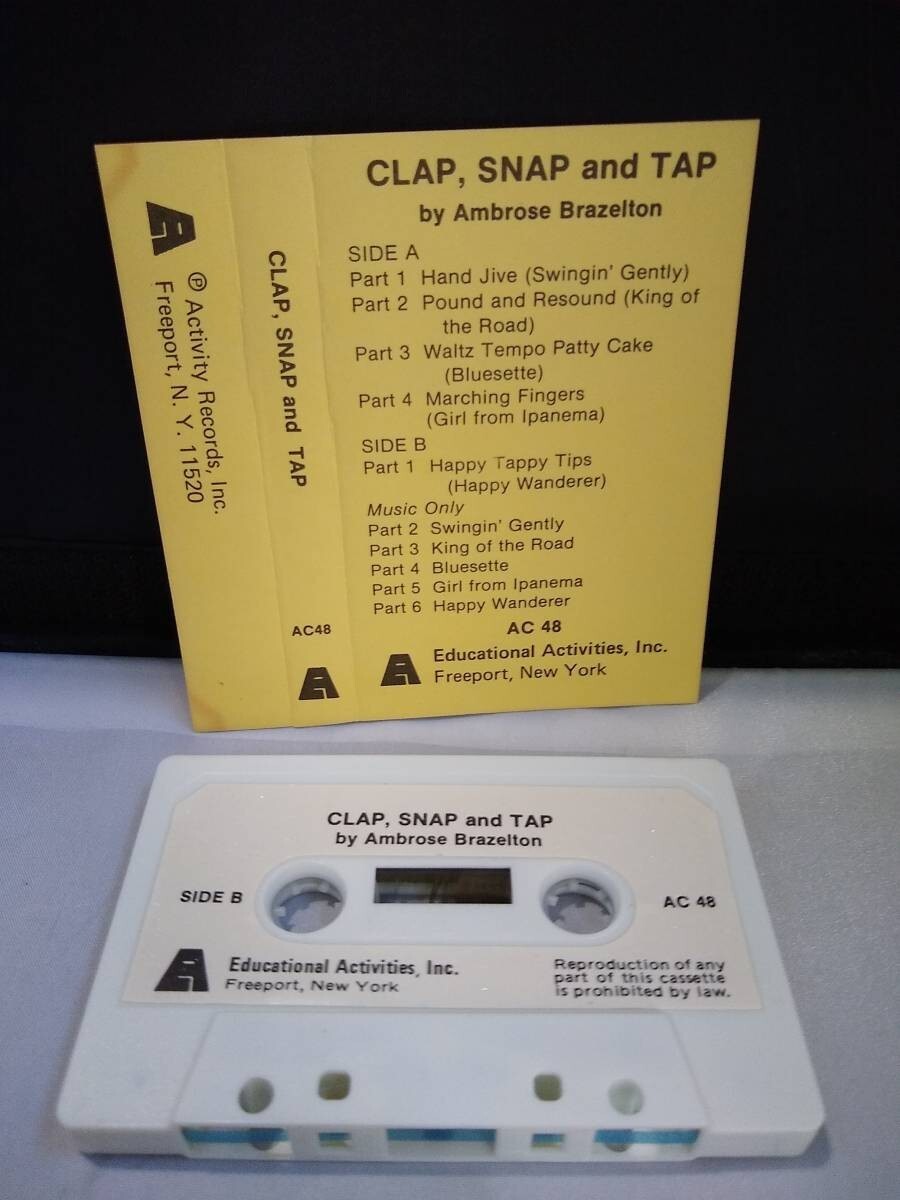 CLAP, SNAP and TAP
by Ambrose Brazelton
SIDE A
Part 1 Hand Jive (Swingin' Gently)
Part 2 Pound and Resound (King of
the Road)
Part 3 Waltz Tempo Patty Cake
(Bluesette)
Part 4 Marching Fingers
(Girl from Ipanema)
SIDE B
Part 1 Happy Tappy Tips
(Happy Wanderer)
Music Only
Part 2 Swingin' Gently
Part 3 King of the Road
Part 4 Bluesette
Part 5 Girl from Ipanema
Part 6 Happy Wanderer
AC 48
Educational Activities, Inc.
Freeport, New York
CLAP, SNAP and TAP
AC48
℗ Activity Records, Inc.
Freeport, N. Y. 11520
CLAP, SNAP and TAP
by Ambrose Brazelton
SIDE B
AC 48
Educational Activities, Inc.
Freeport, New York
Reproduction of any
part of this cassette
is prohibited by law.